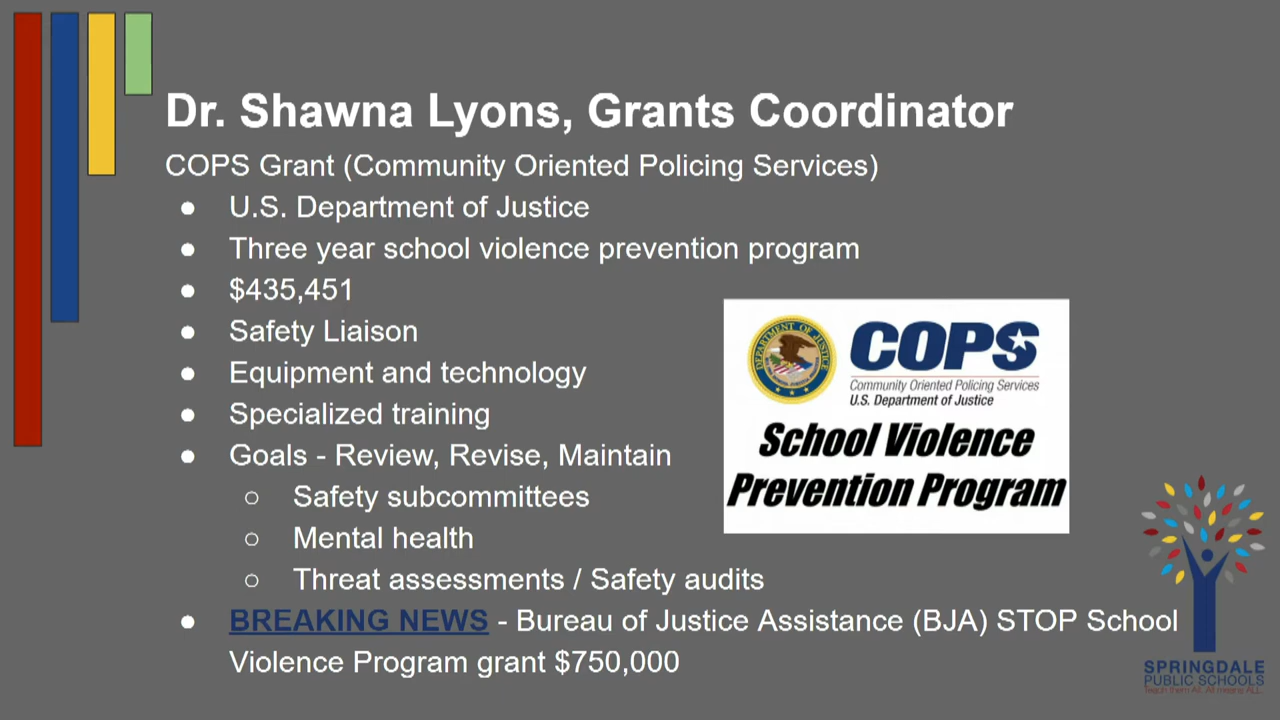 Dr. Shawna Lyons, Grants Coordinator
COPS Grant (Community Oriented Policing Services)
● U.S. Department of Justice
● Three year school violence prevention program
● $435,451
● Safety Liaison
● Equipment and technology
● Specialized training
● Goals - Review, Revise, Maintain
○ Safety subcommittees
○ Mental health
○ Threat assessments / Safety audits
● BREAKING NEWS - Bureau of Justice Assistance (BJA) STOP School
Violence Program grant $750,000
DEPARTMENT OF JUSTICE
COPS
Community Oriented Policing Services
U.S. Department of Justice
School Violence
Prevention Program
SPRINGDALE
PUBLIC SCHOOLS
Teach them All. All means ALL.